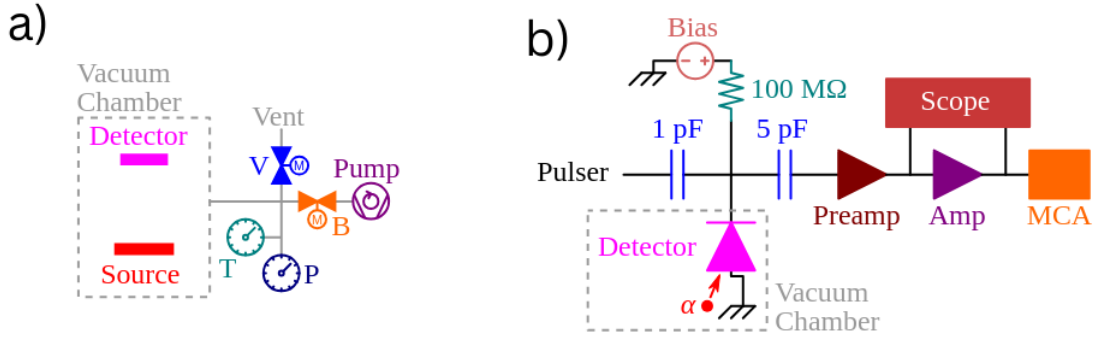 a)
Vacuum
Chamber
Detector
Vent
V
M
Pump
M
B
T
P
Source
b)
Bias
- +
100 MΩ
Scope
1 pF
5 pF
Pulser
Preamp
Amp
MCA
Detector
α
Vacuum
Chamber